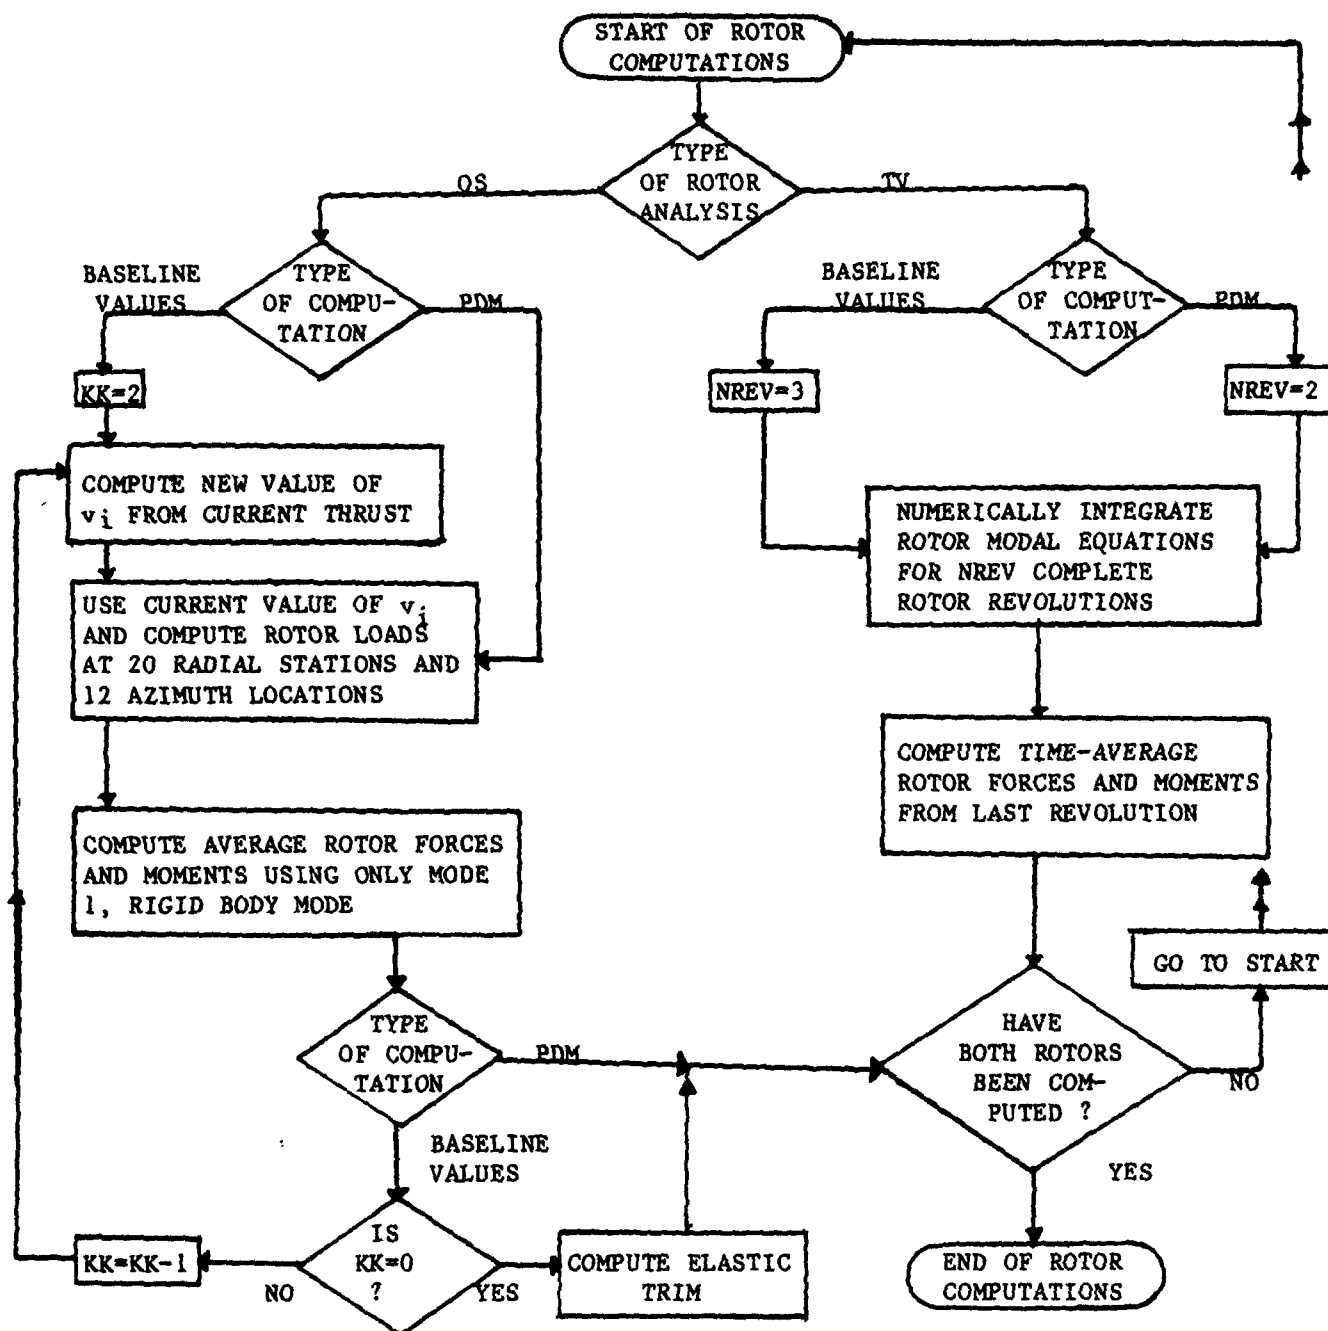 START OF ROTOR
COMPUTATIONS
TYPE
OF ROTOR
ANALYSIS
QS
TV
BASELINE
VALUES
TYPE
OF COMPU-
TATION
PDM
BASELINE
VALUES
TYPE
OF COMPUT-
TATION
PDM
KK=2
NREV=3
NREV=2
COMPUTE NEW VALUE OF
vi FROM CURRENT THRUST
NUMERICALLY INTEGRATE
ROTOR MODAL EQUATIONS
FOR NREV COMPLETE
ROTOR REVOLUTIONS
USE CURRENT VALUE OF vi
AND COMPUTE ROTOR LOADS
AT 20 RADIAL STATIONS AND
12 AZIMUTH LOCATIONS
COMPUTE TIME-AVERAGE
ROTOR FORCES AND MOMENTS
FROM LAST REVOLUTION
COMPUTE AVERAGE ROTOR FORCES
AND MOMENTS USING ONLY MODE
1, RIGID BODY MODE
GO TO START
TYPE
OF COMPU-
TATION
PDM
HAVE
BOTH ROTORS
BEEN COM-
PUTED ?
NO
BASELINE
VALUES
YES
IS
KK=0
?
KK=KK-1
NO
YES
COMPUTE ELASTIC
TRIM
END OF ROTOR
COMPUTATIONS